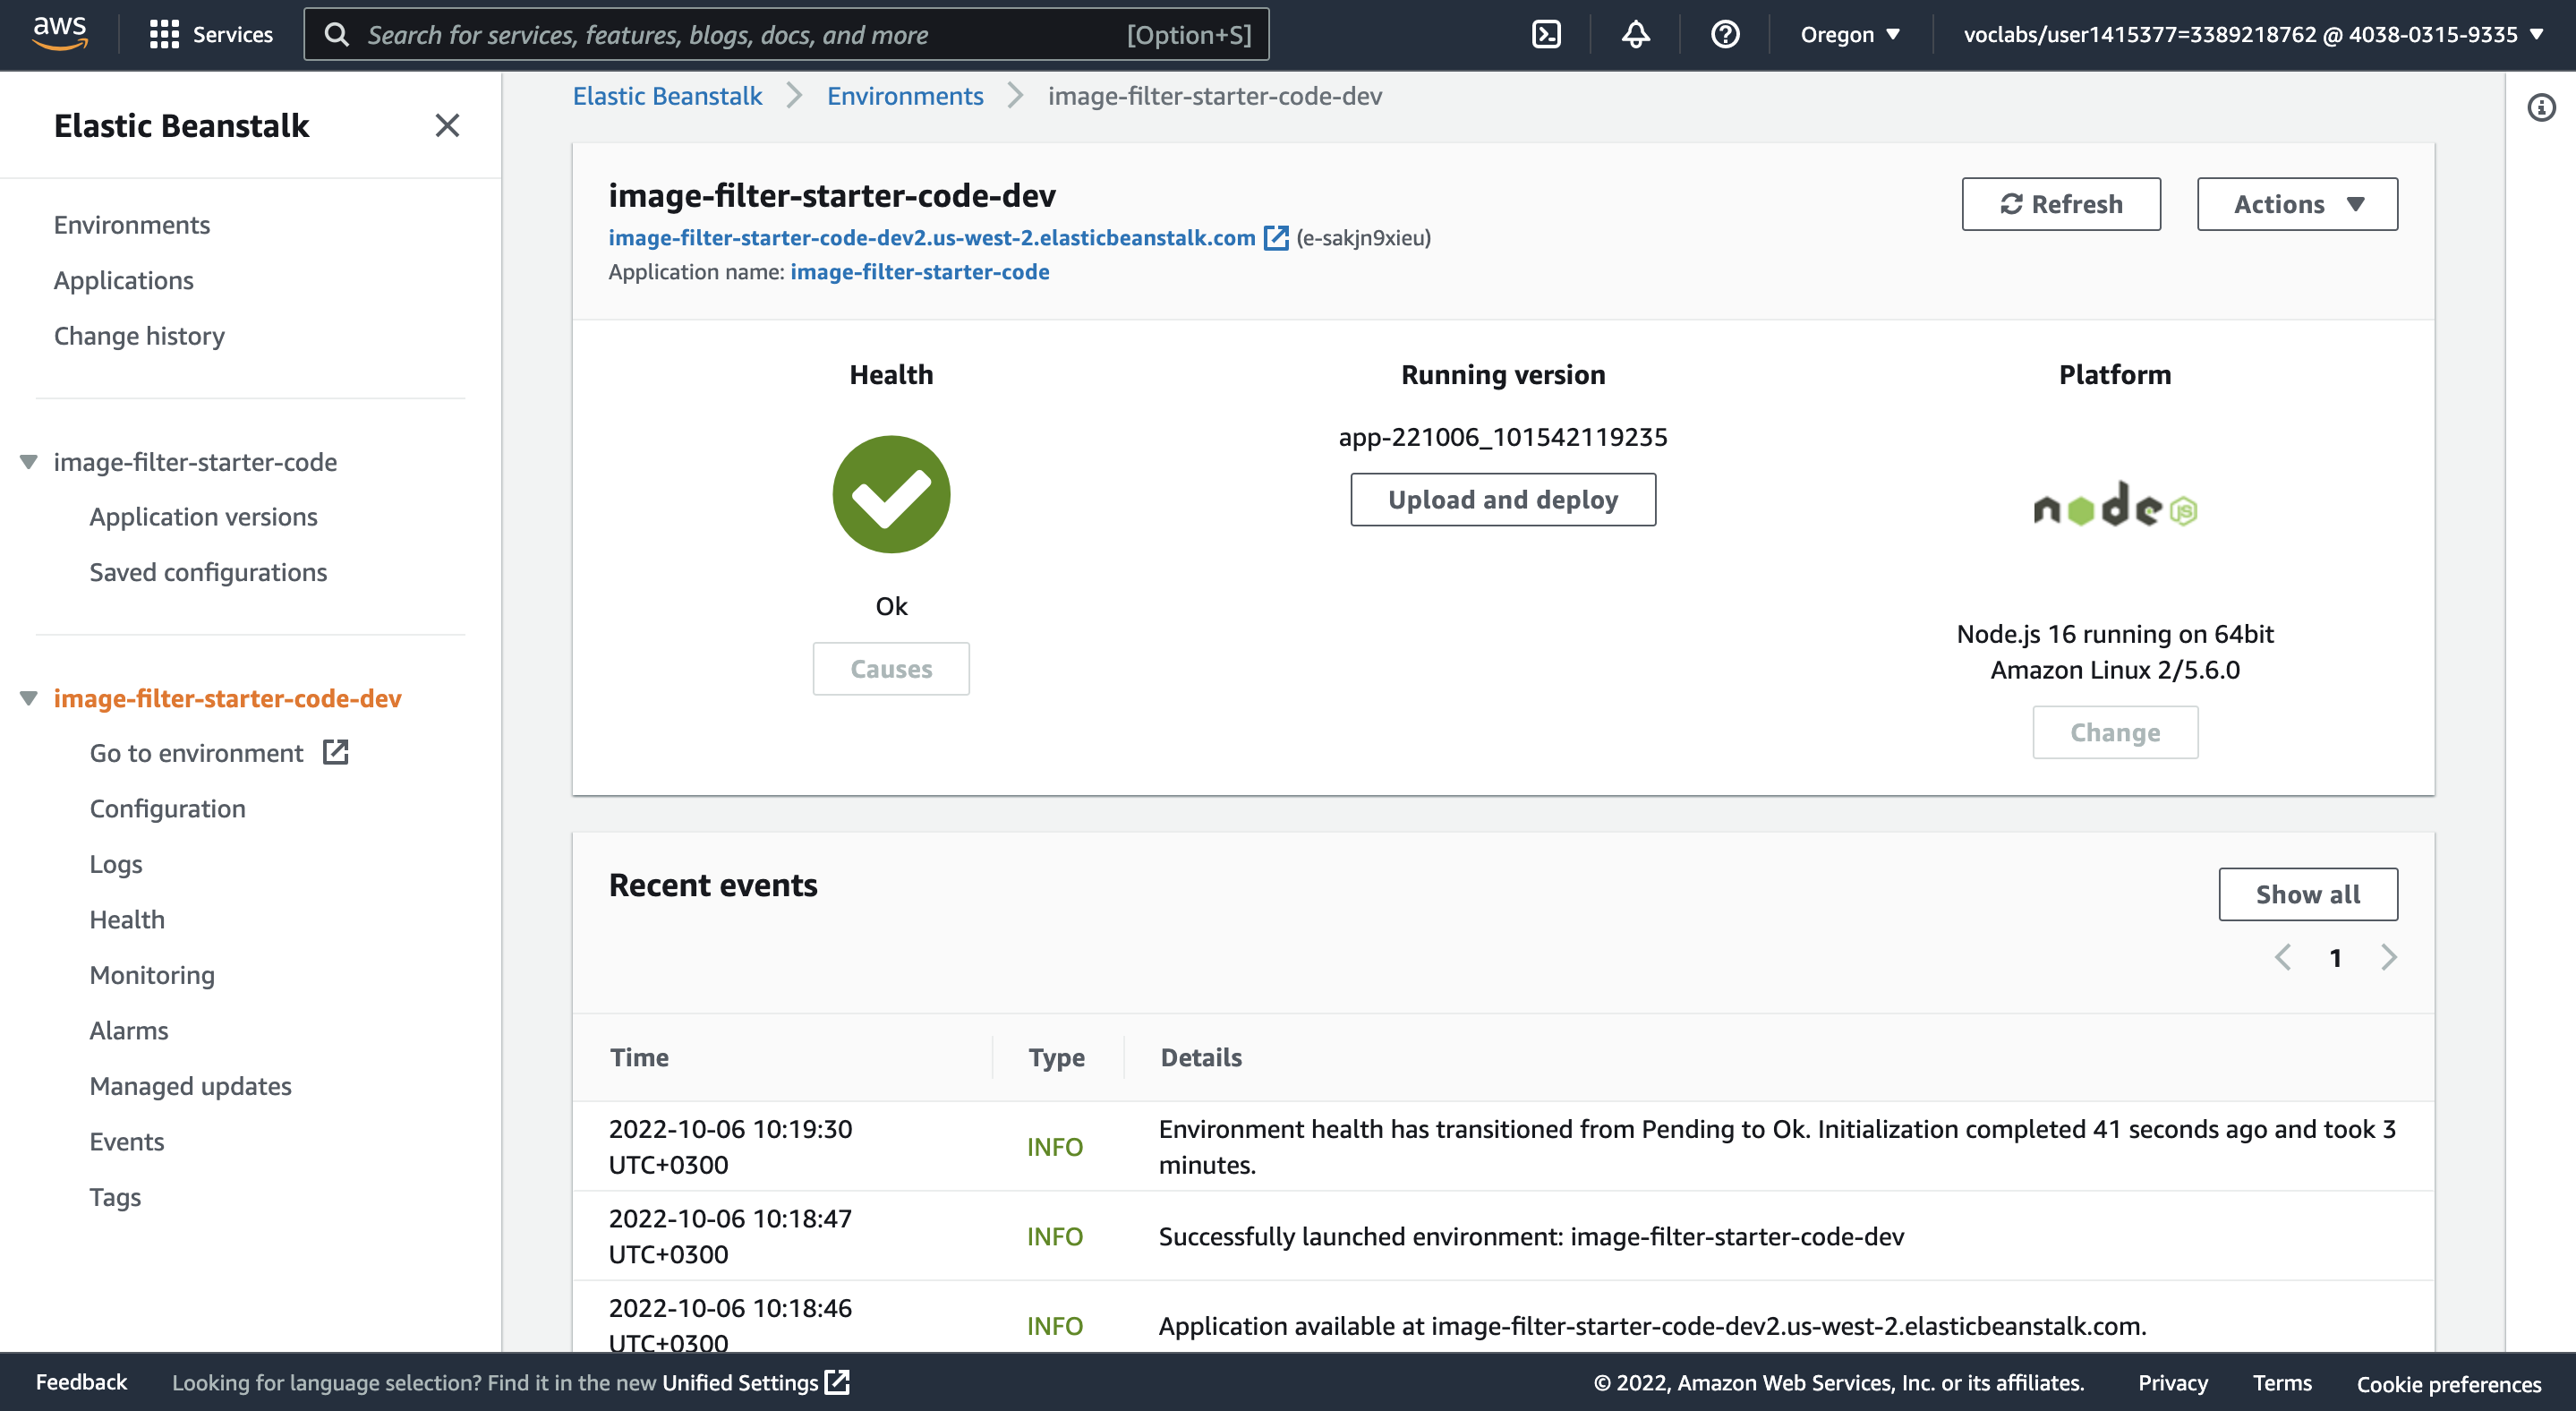 aws
Services
Search for services, features, blogs, docs, and more [Option+S]
Oregon
voclabs/user1415377=3389218762 @ 4038-0315-9335
Elastic Beanstalk
Environments
Applications
Change history
image-filter-starter-code
Application versions
Saved configurations
image-filter-starter-code-dev
Go to environment
Configuration
Logs
Health
Monitoring
Alarms
Managed updates
Events
Tags
Elastic Beanstalk
Environments
image-filter-starter-code-dev
image-filter-starter-code-dev
image-filter-starter-code-dev2.us-west-2.elasticbeanstalk.com (e-sakjn9xieu)
Application name: image-filter-starter-code
Refresh
Actions
Health
Ok
Causes
Running version
app-221006_101542119235
Upload and deploy
Platform
node JS
Node.js 16 running on 64bit
Amazon Linux 2/5.6.0
Change
Recent events
Show all
1
Time Type Details
2022-10-06 10:19:30
UTC+0300
INFO
Environment health has transitioned from Pending to Ok. Initialization completed 41 seconds ago and took 3
minutes.
2022-10-06 10:18:47
UTC+0300
INFO
Successfully launched environment: image-filter-starter-code-dev
2022-10-06 10:18:46
UTC+0300
INFO
Application available at image-filter-starter-code-dev2.us-west-2.elasticbeanstalk.com.
Feedback
Looking for language selection? Find it in the new Unified Settings
© 2022, Amazon Web Services, Inc. or its affiliates.
Privacy
Terms
Cookie preferences